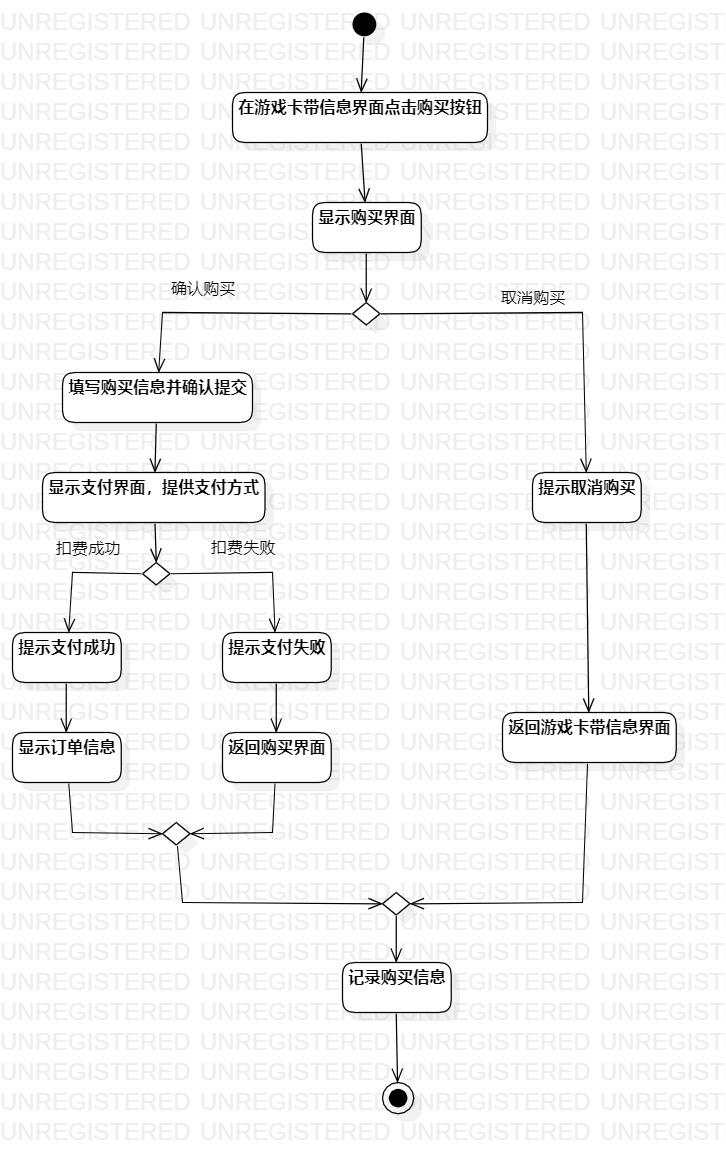 在游戏卡带信息界面点击购买按钮
显示购买界面
确认购买
取消购买
填写购买信息并确认提交
显示支付界面，提供支付方式
提示取消购买
扣费成功
扣费失败
提示支付成功
提示支付失败
返回游戏卡带信息界面
显示订单信息
返回购买界面
记录购买信息
UNREGISTERED